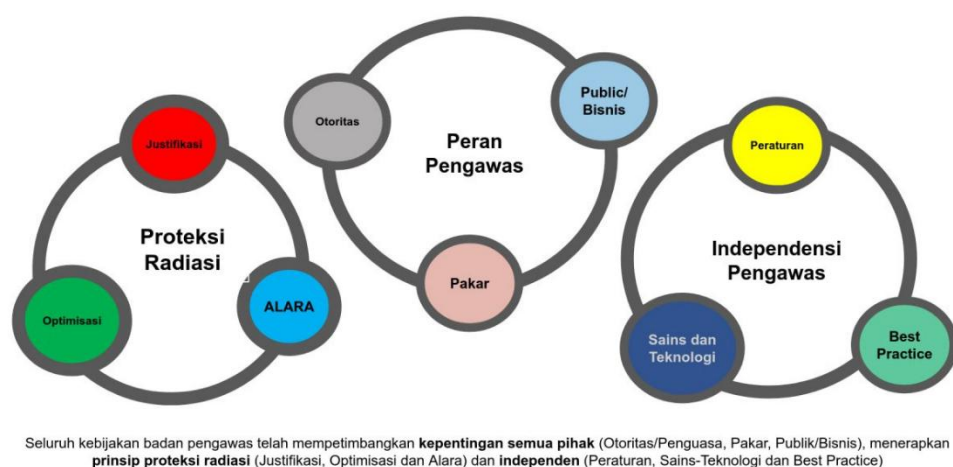 Justifikasi
Proteksi
Radiasi
Optimisasi
ALARA
Otoritas
Public/
Bisnis
Peran
Pengawas
Pakar
Peraturan
Independensi
Pengawas
Sains dan
Teknologi
Best
Practice
Seluruh kebijakan badan pengawas telah mempetimbangkan kepentingan semua pihak (Otoritas/Penguasa, Pakar, Publik/Bisnis), menerapkan
prinsip proteksi radiasi (Justifikasi, Optimisasi dan Alara) dan independen (Peraturan, Sains-Teknologi dan Best Practice)